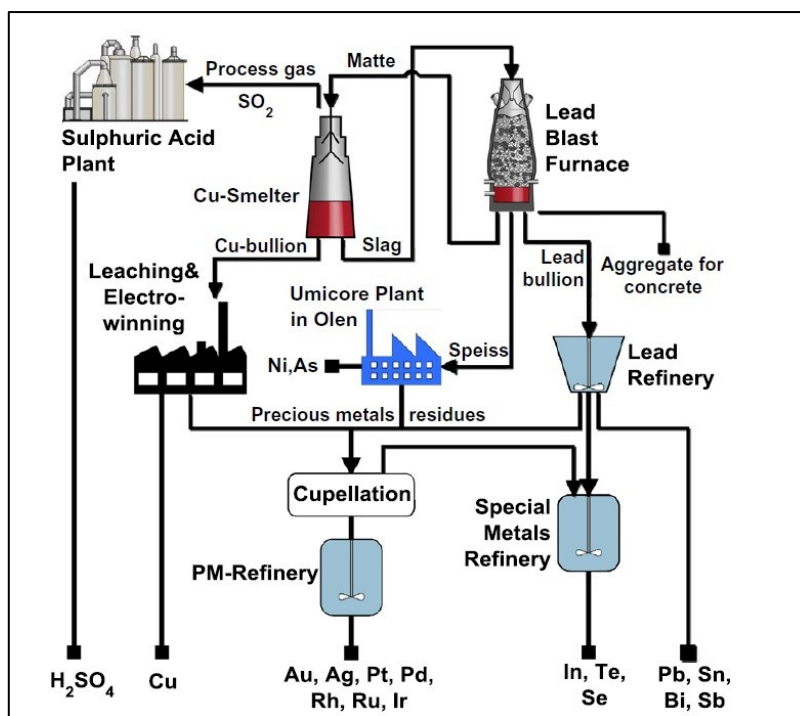 Process gas
SO₂
Matte
Sulphuric Acid
Plant
Lead
Blast
Furnace
Cu-Smelter
Cu-bullion
Slag
Lead
bullion
Aggregate for
concrete
Leaching&
Electro-
winning
Umicore Plant
in Olen
Ni,As
Speiss
Lead
Refinery
Precious metals residues
Cupellation
Special
Metals
Refinery
PM-Refinery
H₂SO₄
Cu
Au, Ag, Pt, Pd,
Rh, Ru, Ir
In, Te,
Se
Pb, Sn,
Bi, Sb